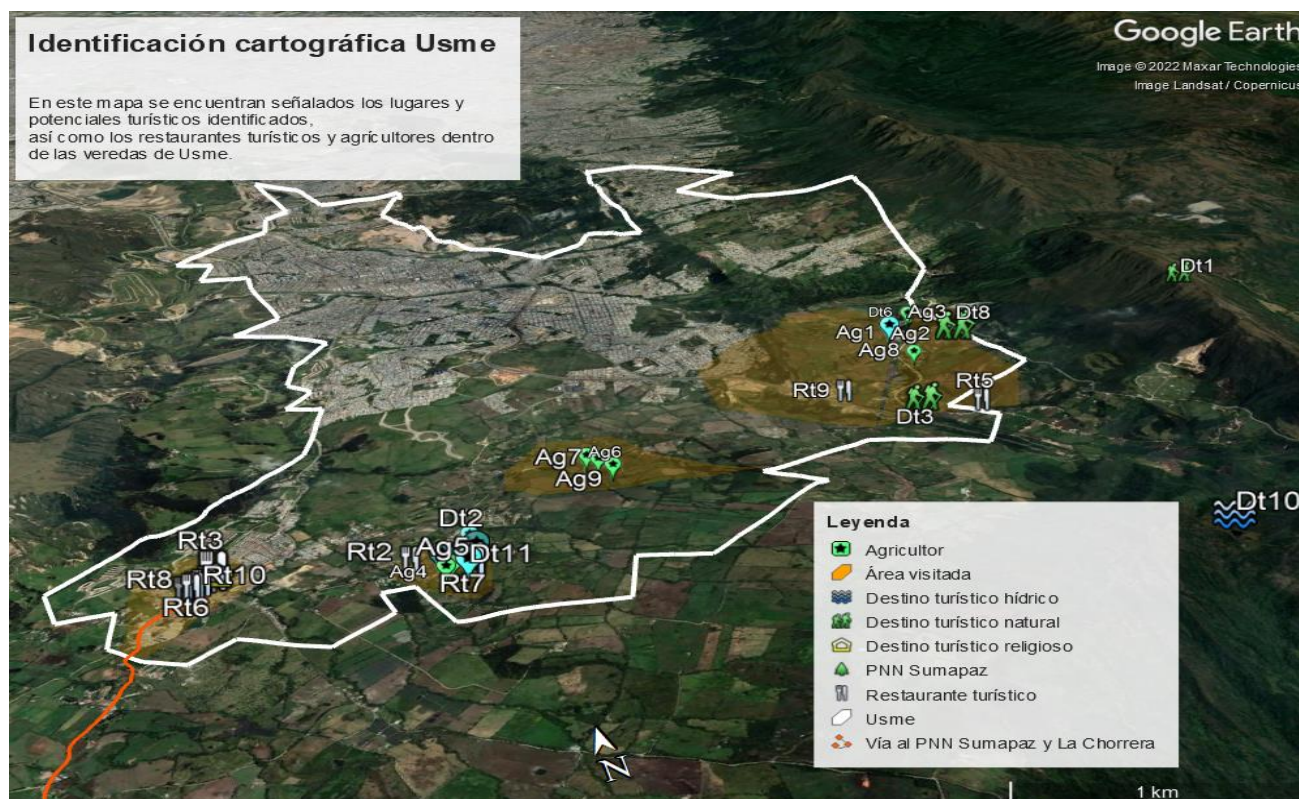 Identificación cartográfica Usme
En este mapa se encuentran señalados los lugares y
potenciales turísticos identificados,
así como los restaurantes turísticos y agrícultores dentro
de las veredas de Usme.
Google Earth
Image © 2022 Maxar Technologies
Image Landsat / Copernicus
Dt1
Dt6
Ag3
Dt8
Ag1
Ag2
Ag8
Rt9
Rt5
Dt3
Ag7
Ag6
Ag9
Dt10
Dt2
Rt3
Rt2
Ag5
Dt11
Ag4
Rt7
Rt8
Rt10
Rt6
Leyenda
Agricultor
Área visitada
Destino turístico hídrico
Destino turístico natural
Destino turístico religioso
PNN Sumapaz
Restaurante turístico
Usme
Vía al PNN Sumapaz y La Chorrera
N
1 km